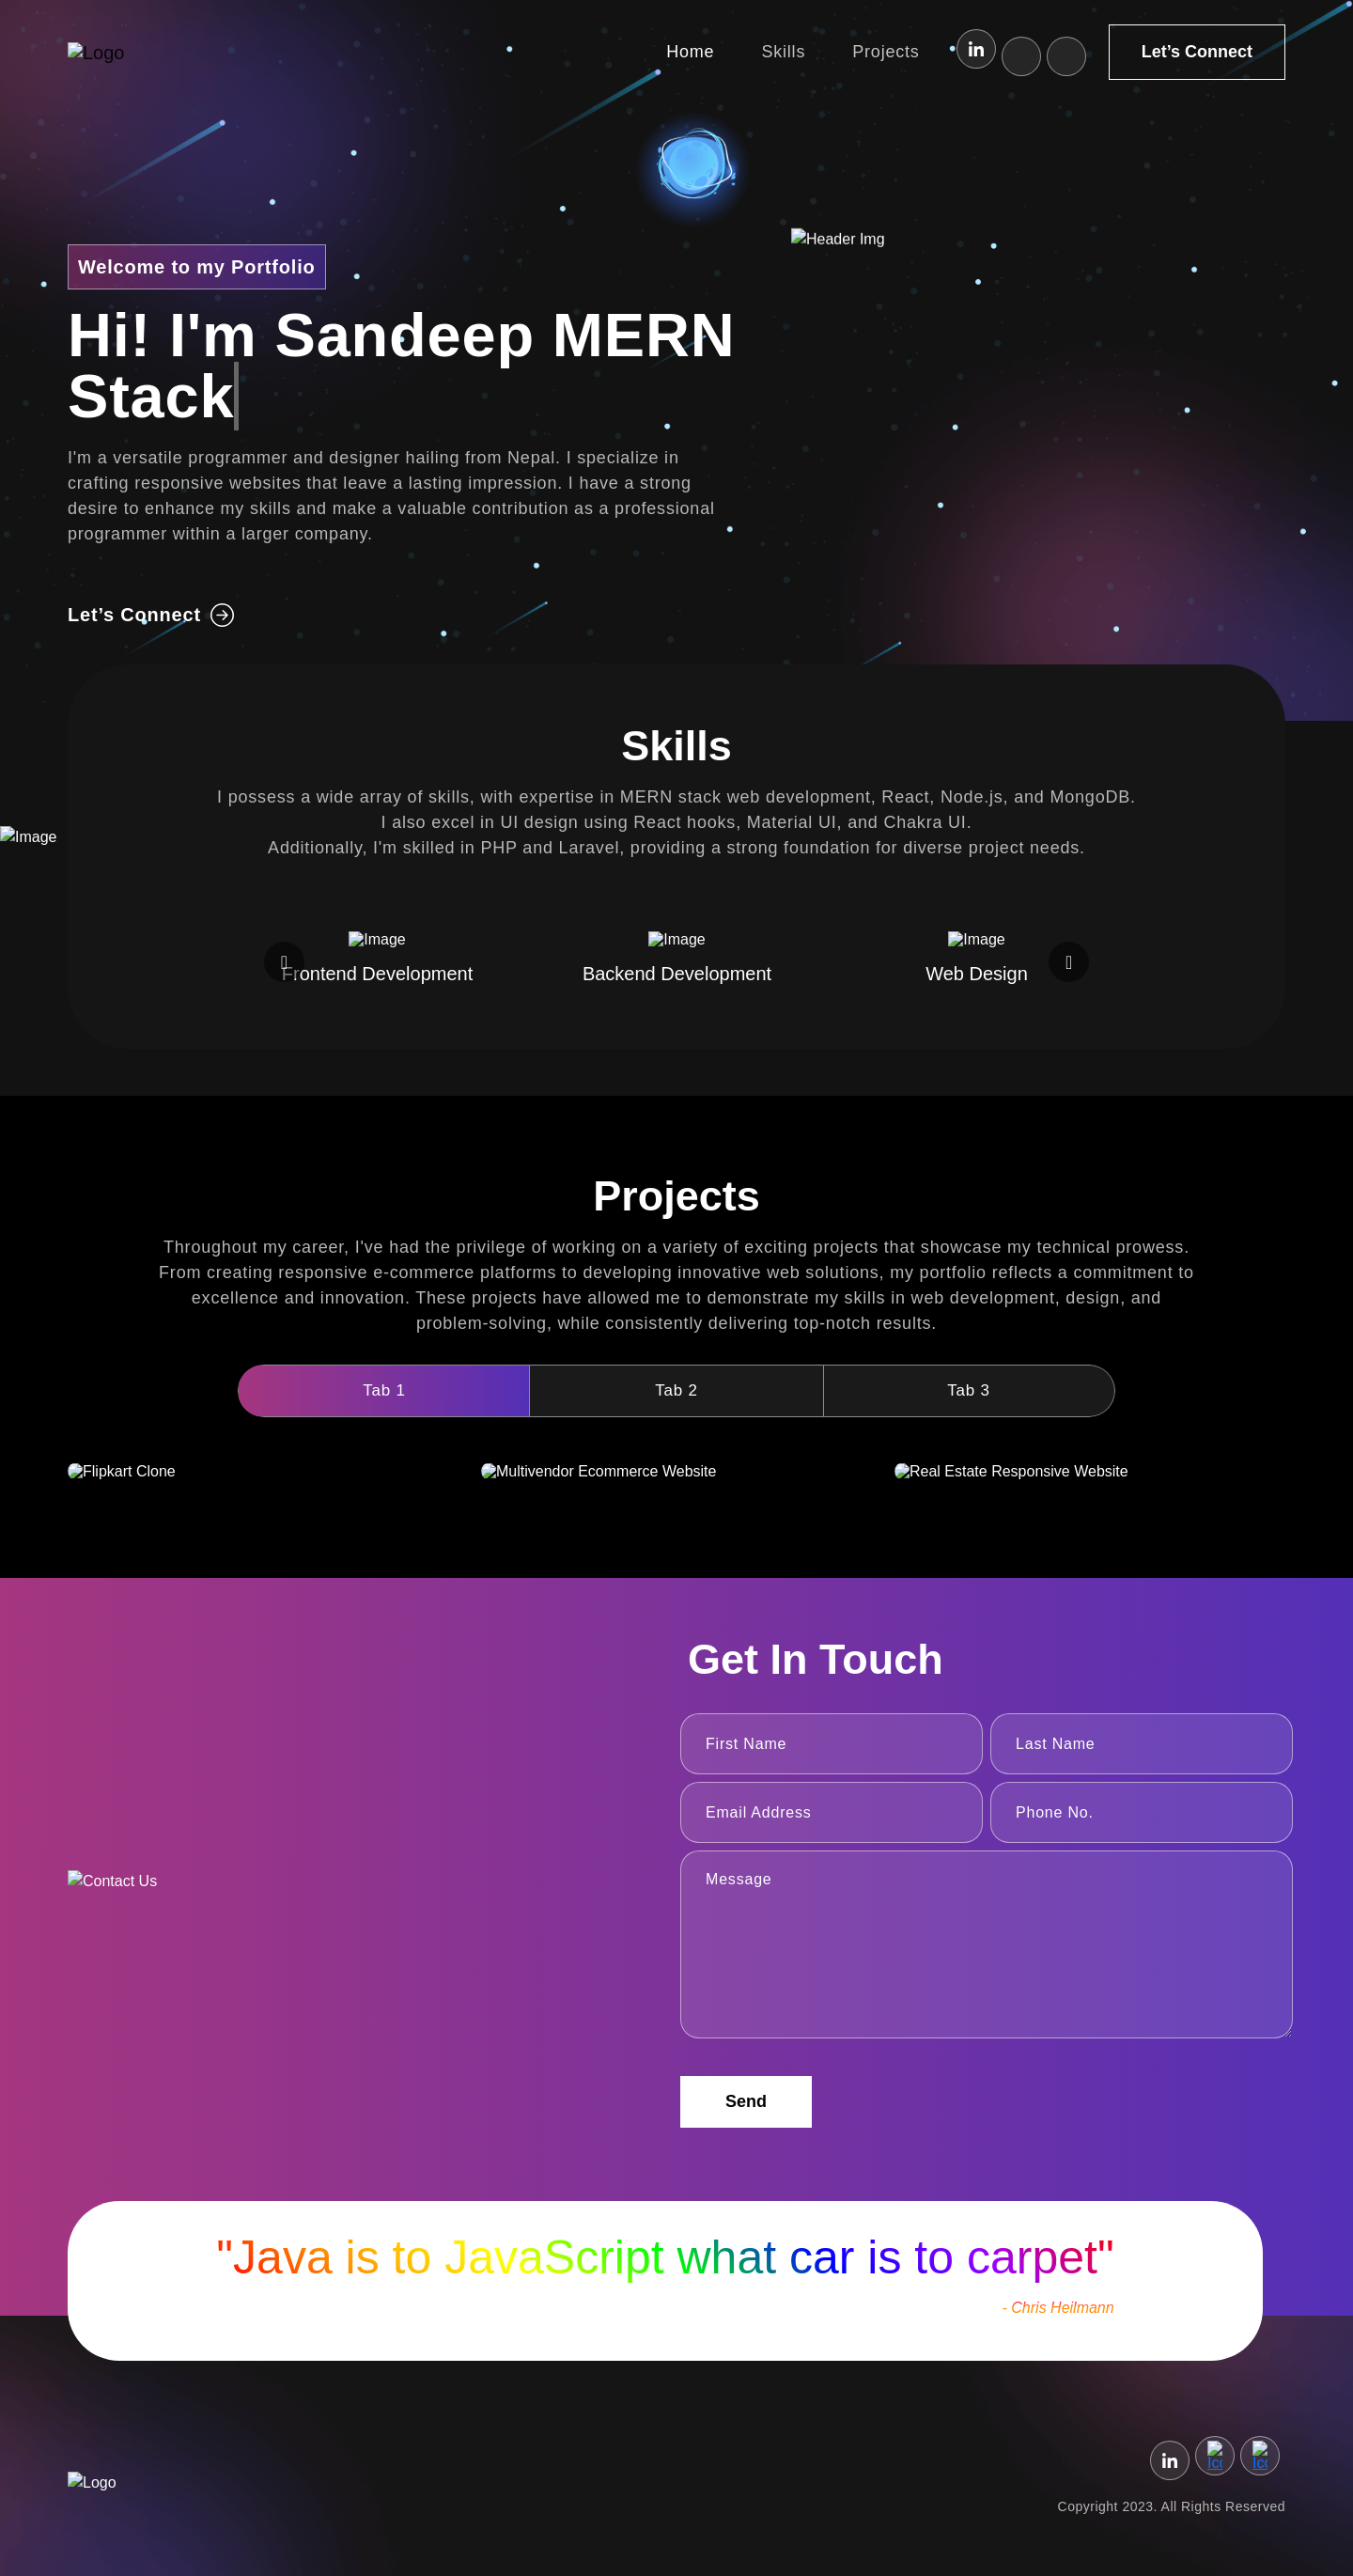 Logo
Home
Skills
Projects
in
Let’s Connect
Header Img
Welcome to my Portfolio
Hi! I'm Sandeep MERN
Stack
I'm a versatile programmer and designer hailing from Nepal. I specialize in
crafting responsive websites that leave a lasting impression. I have a strong
desire to enhance my skills and make a valuable contribution as a professional
programmer within a larger company.
Let’s Connect
Skills
I possess a wide array of skills, with expertise in MERN stack web development, React, Node.js, and MongoDB.
I also excel in UI design using React hooks, Material UI, and Chakra UI.
Additionally, I'm skilled in PHP and Laravel, providing a strong foundation for diverse project needs.
Image
Image
Image
Image
Frontend Development
Backend Development
Web Design
Projects
Throughout my career, I've had the privilege of working on a variety of exciting projects that showcase my technical prowess.
From creating responsive e-commerce platforms to developing innovative web solutions, my portfolio reflects a commitment to
excellence and innovation. These projects have allowed me to demonstrate my skills in web development, design, and
problem-solving, while consistently delivering top-notch results.
Tab 1
Tab 2
Tab 3
Flipkart Clone
Multivendor Ecommerce Website
Real Estate Responsive Website
Get In Touch
First Name
Last Name
Email Address
Phone No.
Message
Contact Us
Send
"Java is to JavaScript what car is to carpet"
- Chris Heilmann
Logo
in
Copyright 2023. All Rights Reserved